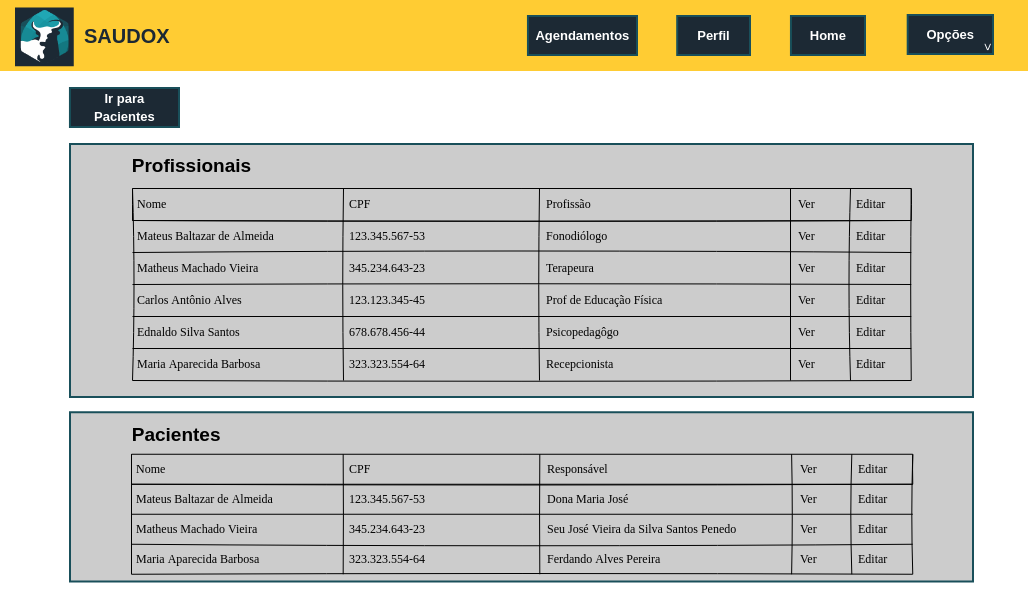 SAUDOX
Agendamentos
Perfil
Home
Opções
V
Ir para
Pacientes
Profissionais
Nome CPF Profissão Ver Editar
Mateus Baltazar de Almeida 123.345.567-53 Fonodiólogo Ver Editar
Matheus Machado Vieira 345.234.643-23 Terapeura Ver Editar
Carlos Antônio Alves 123.123.345-45 Prof de Educação Física Ver Editar
Ednaldo Silva Santos 678.678.456-44 Psicopedagôgo Ver Editar
Maria Aparecida Barbosa 323.323.554-64 Recepcionista Ver Editar
Pacientes
Nome CPF Responsável Ver Editar
Mateus Baltazar de Almeida 123.345.567-53 Dona Maria José Ver Editar
Matheus Machado Vieira 345.234.643-23 Seu José Vieira da Silva Santos Penedo Ver Editar
Maria Aparecida Barbosa 323.323.554-64 Ferdando Alves Pereira Ver Editar